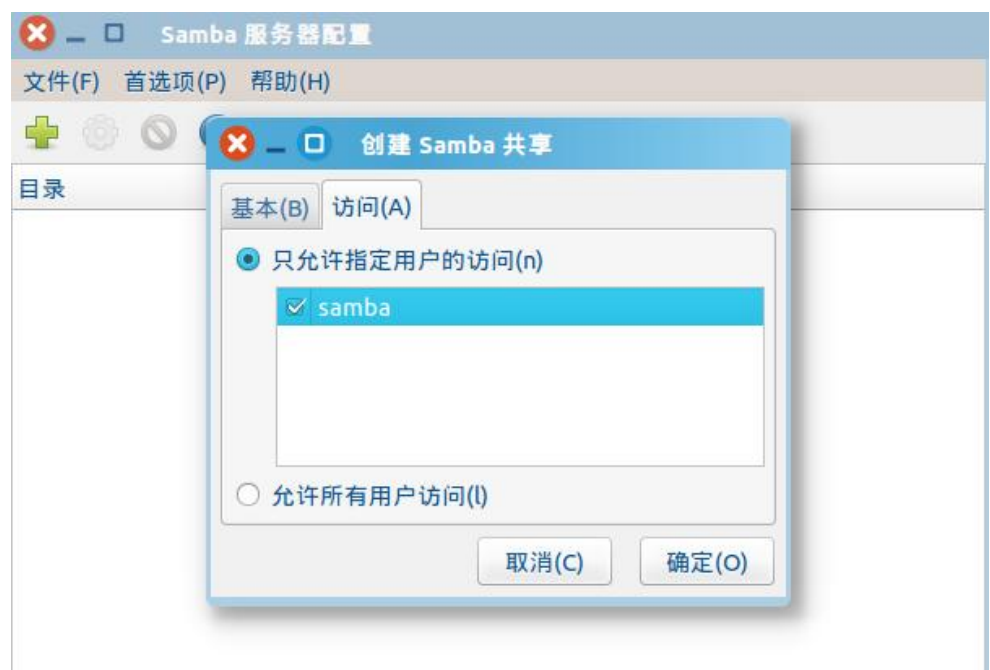 Samba 服务器配置
文件(F) 首选项(P) 帮助(H)
创建 Samba 共享
目录
基本(B) 访问(A)
只允许指定用户的访问(n)
samba
允许所有用户访问(l)
取消(C) 确定(O)